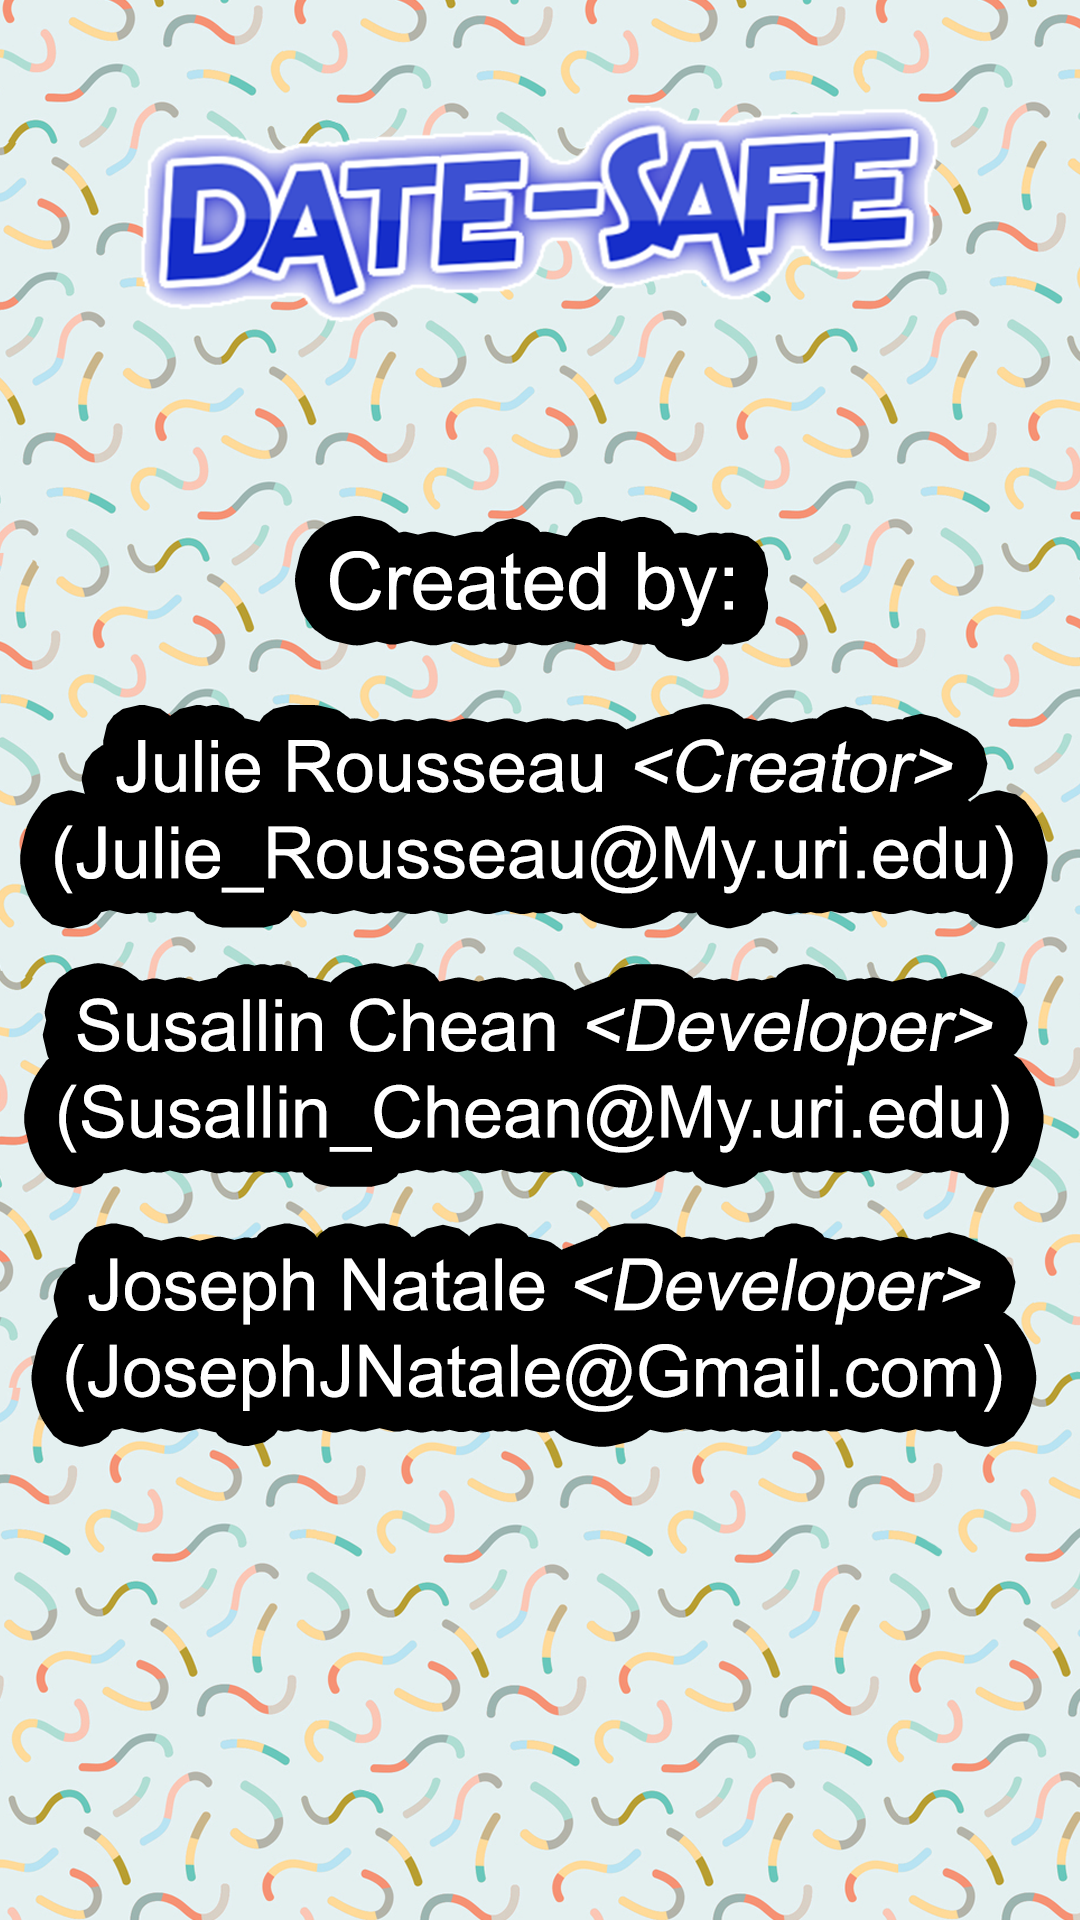 DATE-SAFE
Created by:
Julie Rousseau <Creator>
(Julie_Rousseau@My.uri.edu)
Susallin Chean <Developer>
(Susallin_Chean@My.uri.edu)
Joseph Natale <Developer>
(JosephJNatale@Gmail.com)